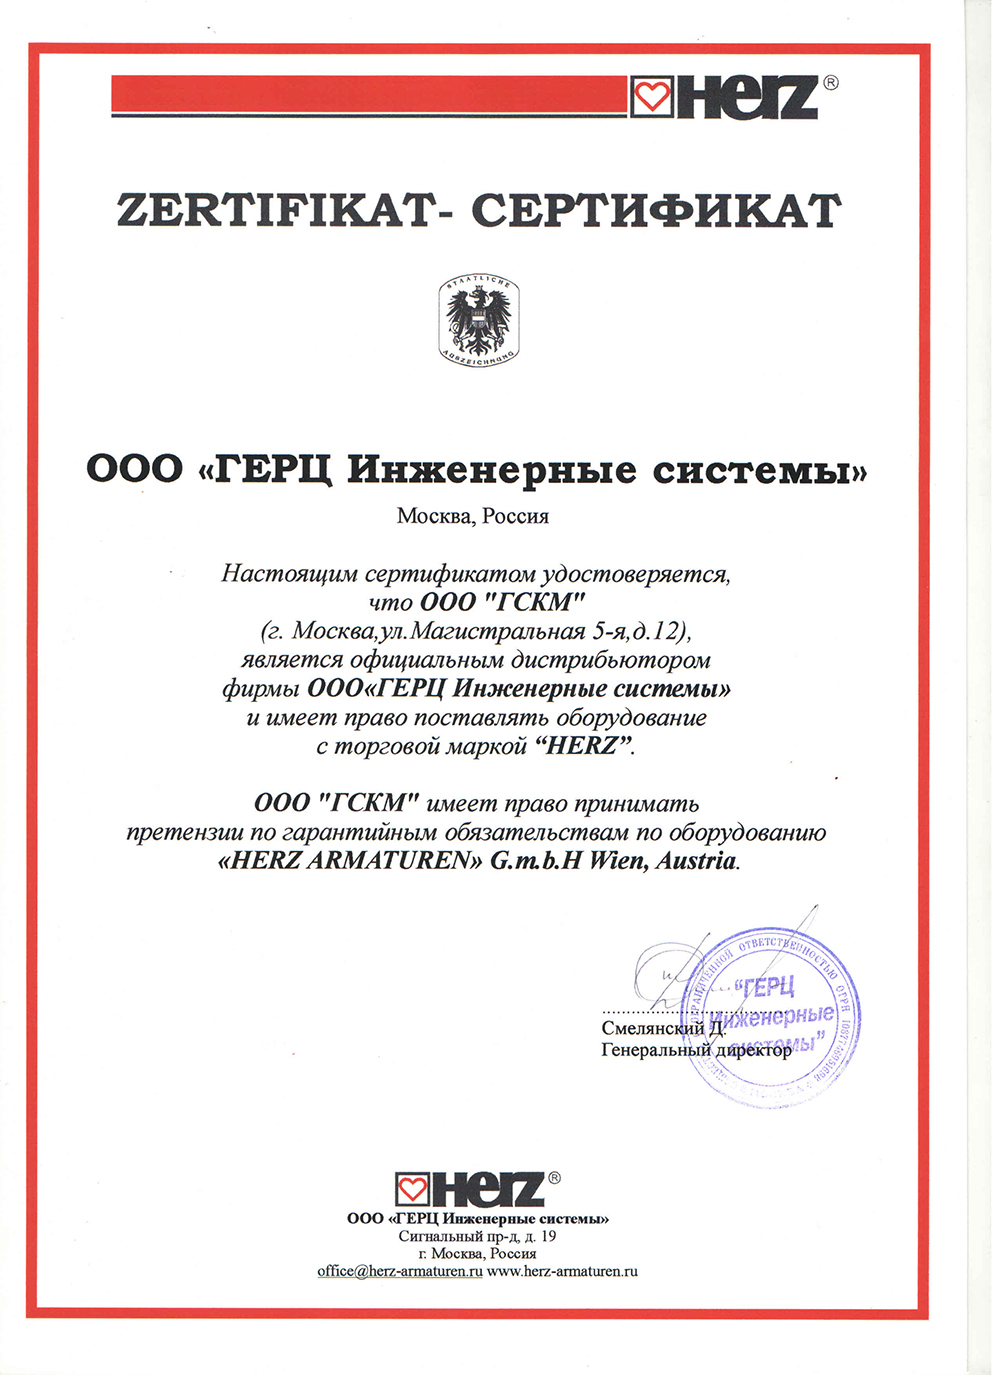 HERZ®
ZERTIFIKAT- СЕРТИФИКАТ
STAATLICHE
AUSZEICHNUNG
ООО «ГЕРЦ Инженерные системы»
Москва, Россия
Настоящим сертификатом удостоверяется,
что ООО "ГСКМ"
(г. Москва,ул.Магистральная 5-я,д.12),
является официальным дистрибьютором
фирмы ООО«ГЕРЦ Инженерные системы»
и имеет право поставлять оборудование
с торговой маркой “HERZ”.
ООО "ГСКМ" имеет право принимать
претензии по гарантийным обязательствам по оборудованию
«HERZ ARMATUREN» G.m.b.H Wien, Austria.
ОТВЕТСТВЕННОСТЬЮ ОГРН
“ГЕРЦ
Инженерные
системы”
Смелянский Д.
Генеральный директор
HERZ®
ООО «ГЕРЦ Инженерные системы»
Сигнальный пр-д, д. 19
г. Москва, Россия
office@herz-armaturen.ru www.herz-armaturen.ru